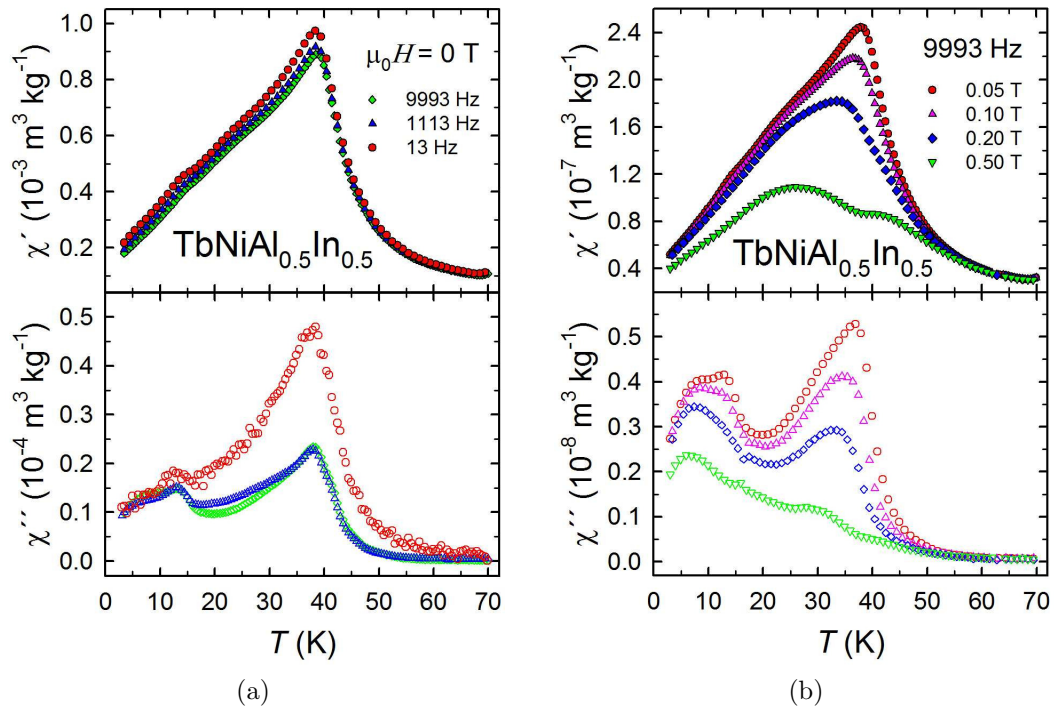 1.0
0.8
0.6
0.4
0.2
χ′ (10⁻³ m³ kg⁻¹)
μ₀H = 0 T
9993 Hz
1113 Hz
13 Hz
TbNiAl₀.₅In₀.₅
0.5
0.4
0.3
0.2
0.1
0.0
χ′′ (10⁻⁴ m³ kg⁻¹)
0 10 20 30 40 50 60 70
T (K)
(a)
2.4
2.0
1.6
1.2
0.8
0.4
χ′ (10⁻⁷ m³ kg⁻¹)
9993 Hz
0.05 T
0.10 T
0.20 T
0.50 T
TbNiAl₀.₅In₀.₅
0.5
0.4
0.3
0.2
0.1
0.0
χ′′ (10⁻⁸ m³ kg⁻¹)
0 10 20 30 40 50 60 70
T (K)
(b)